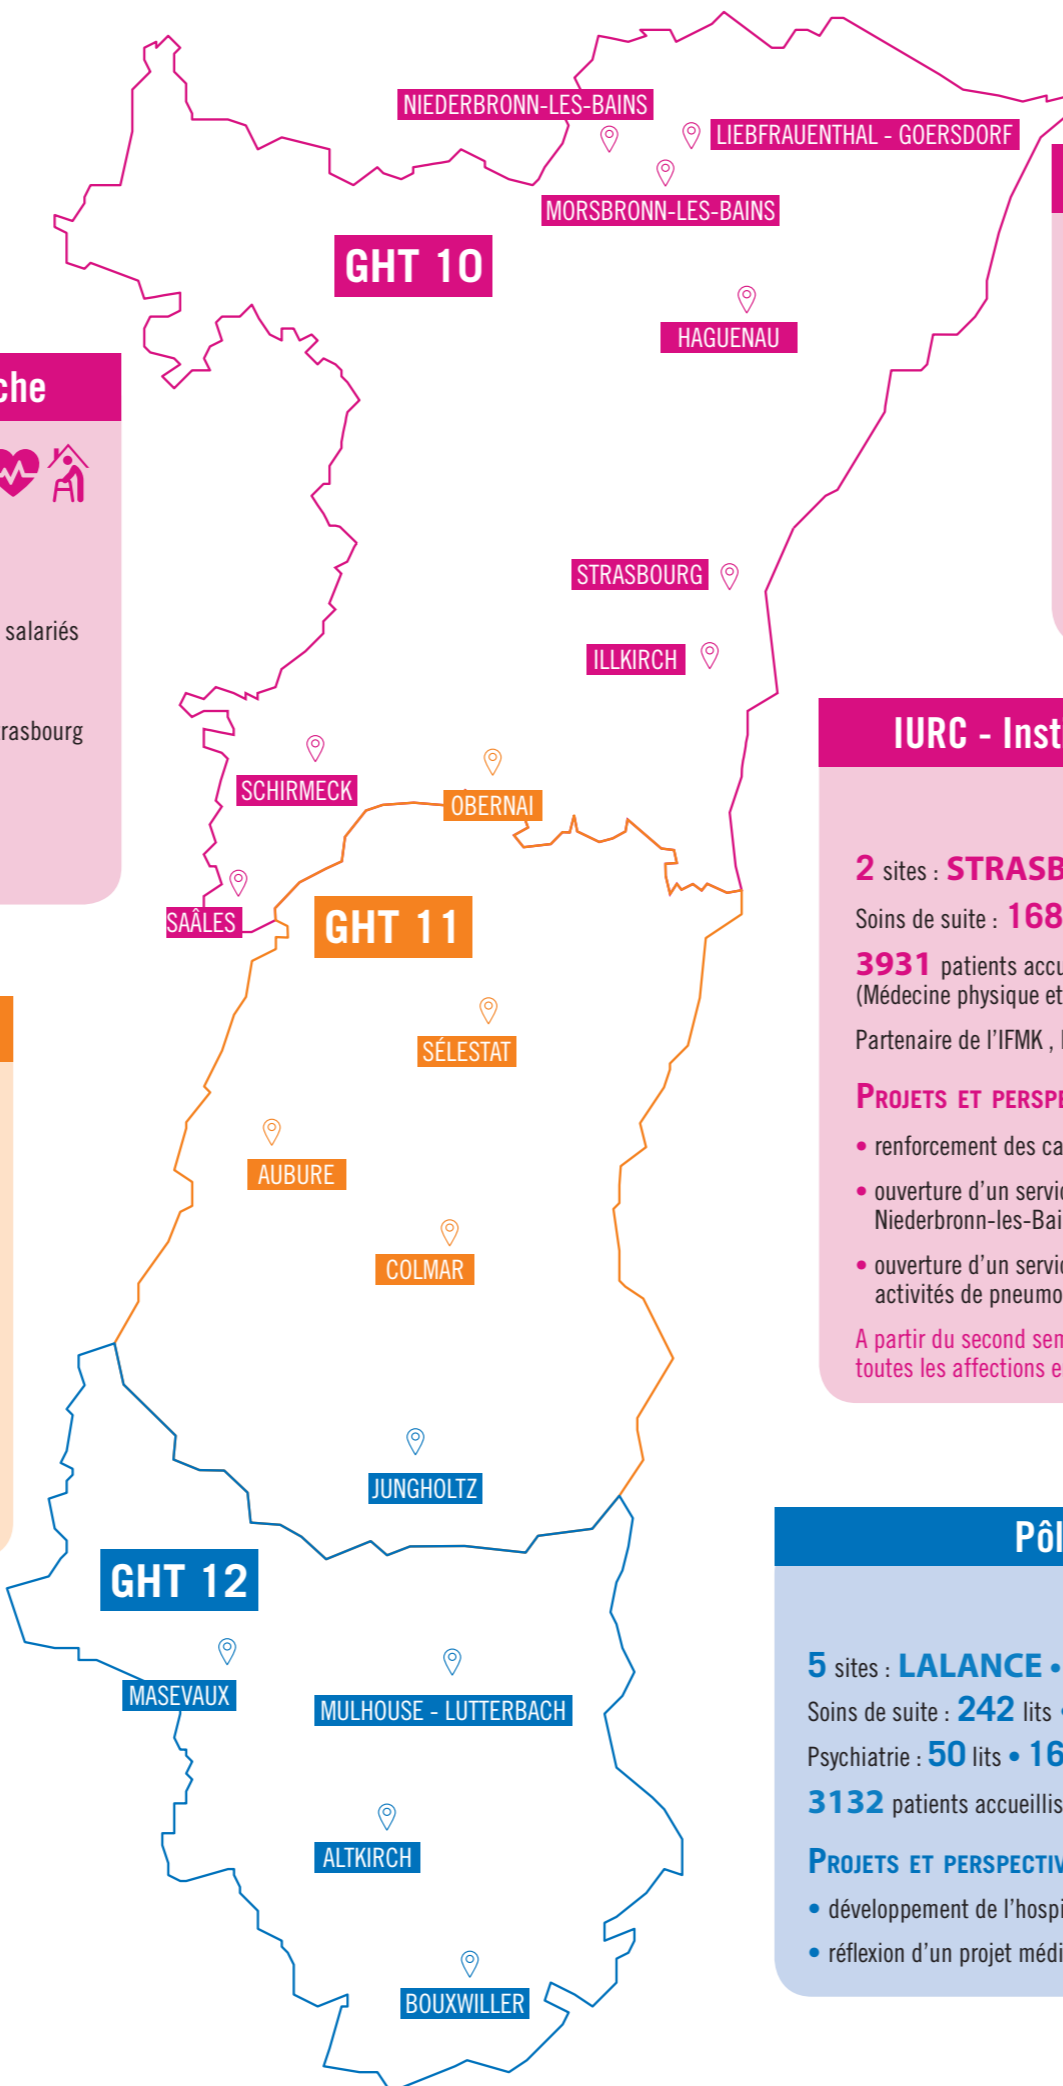 NIEDERBRONN-LES-BAINS
LIEBFRAUENTHAL - GOERSDORF
MORSBRONN-LES-BAINS
GHT 10
HAGUENAU
che
salariés
rasbourg
STRASBOURG
ILLKIRCH
SCHIRMECK
OBERNAI
SAÂLES
GHT 11
SÉLESTAT
AUBURE
COLMAR
JUNGHOLTZ
GHT 12
MASEVAUX
MULHOUSE - LUTTERBACH
ALTKIRCH
BOUXWILLER
IURC - Inst
2 sites : STRASB
Soins de suite : 168
3931 patients accu
(Médecine physique et
Partenaire de l'IFMK ,
PROJETS ET PERSPE
• renforcement des ca
• ouverture d'un servic
Niederbronn-les-Bai
• ouverture d'un servic
activités de pneumo
A partir du second sem
toutes les affections e
Pôl
5 sites : LALANCE •
Soins de suite : 242 lits •
Psychiatrie : 50 lits • 16
3132 patients accueillis
PROJETS ET PERSPECTIV
• développement de l'hospi
• réflexion d'un projet médi